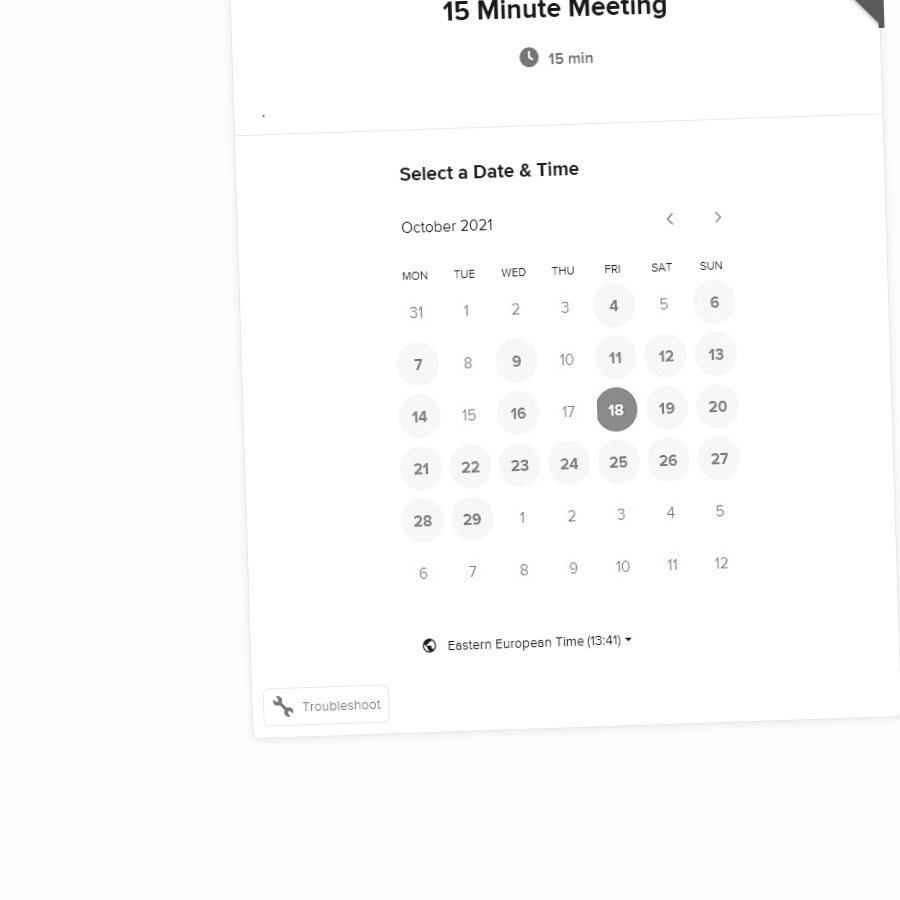 15 Minute Meeting
15 min
.
Select a Date & Time
October 2021
MON TUE WED THU FRI SAT SUN
31 1 2 3 4 5 6
7 8 9 10 11 12 13
14 15 16 17 18 19 20
21 22 23 24 25 26 27
28 29 1 2 3 4 5
6 7 8 9 10 11 12
Eastern European Time (13:41)
Troubleshoot